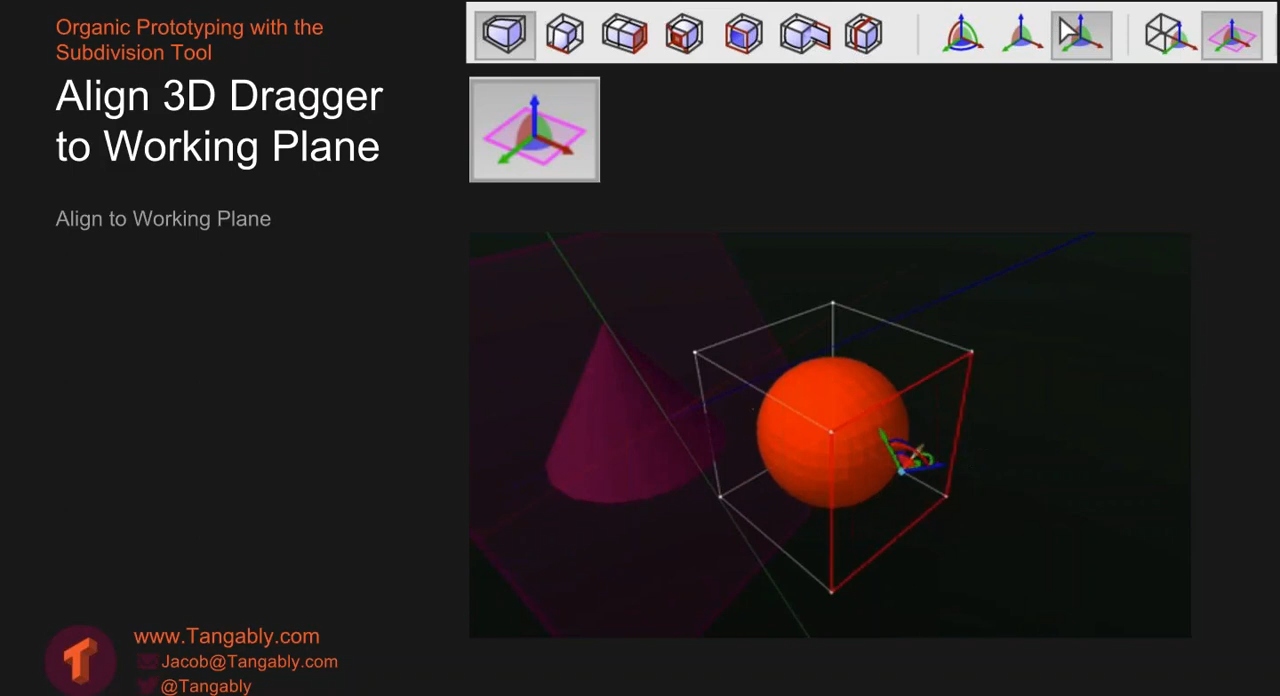 Organic Prototyping with the
Subdivision Tool
Align 3D Dragger
to Working Plane
Align to Working Plane
www.Tangably.com
Jacob@Tangably.com
@Tangably